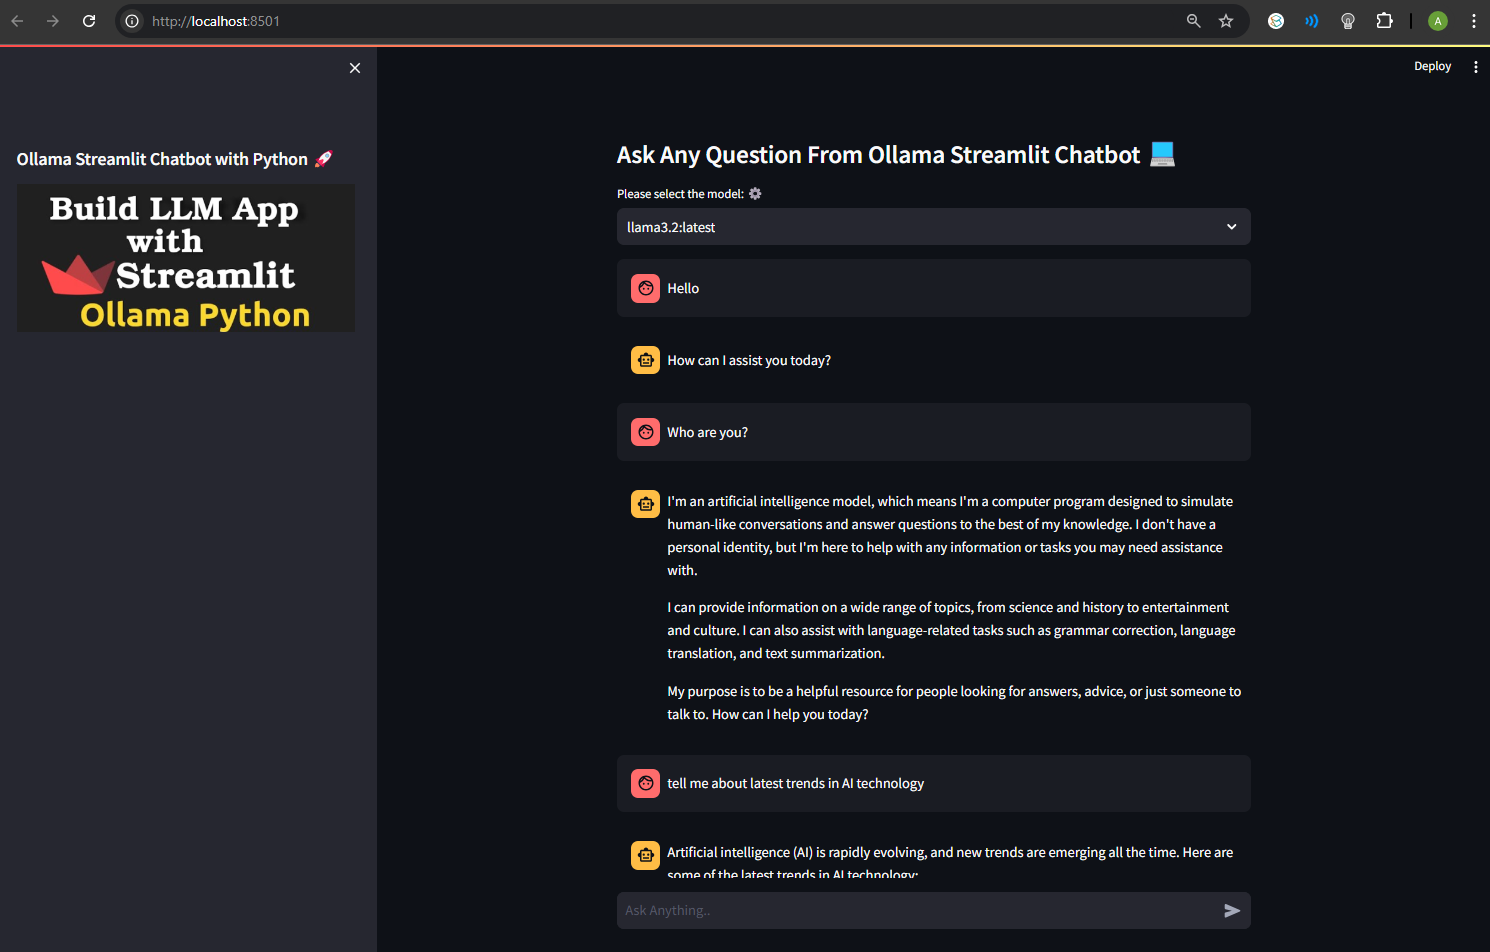 http://localhost:8501
A
Deploy
Ollama Streamlit Chatbot with Python 🚀
Build LLM App
with
Streamlit
Ollama Python
Ask Any Question From Ollama Streamlit Chatbot 💻
Please select the model: ⚙️
llama3.2:latest
Hello
How can I assist you today?
Who are you?
I'm an artificial intelligence model, which means I'm a computer program designed to simulate
human-like conversations and answer questions to the best of my knowledge. I don't have a
personal identity, but I'm here to help with any information or tasks you may need assistance
with.
I can provide information on a wide range of topics, from science and history to entertainment
and culture. I can also assist with language-related tasks such as grammar correction, language
translation, and text summarization.
My purpose is to be a helpful resource for people looking for answers, advice, or just someone to
talk to. How can I help you today?
tell me about latest trends in AI technology
Artificial intelligence (AI) is rapidly evolving, and new trends are emerging all the time. Here are
some of the latest trends in AI technology:
Ask Anything..